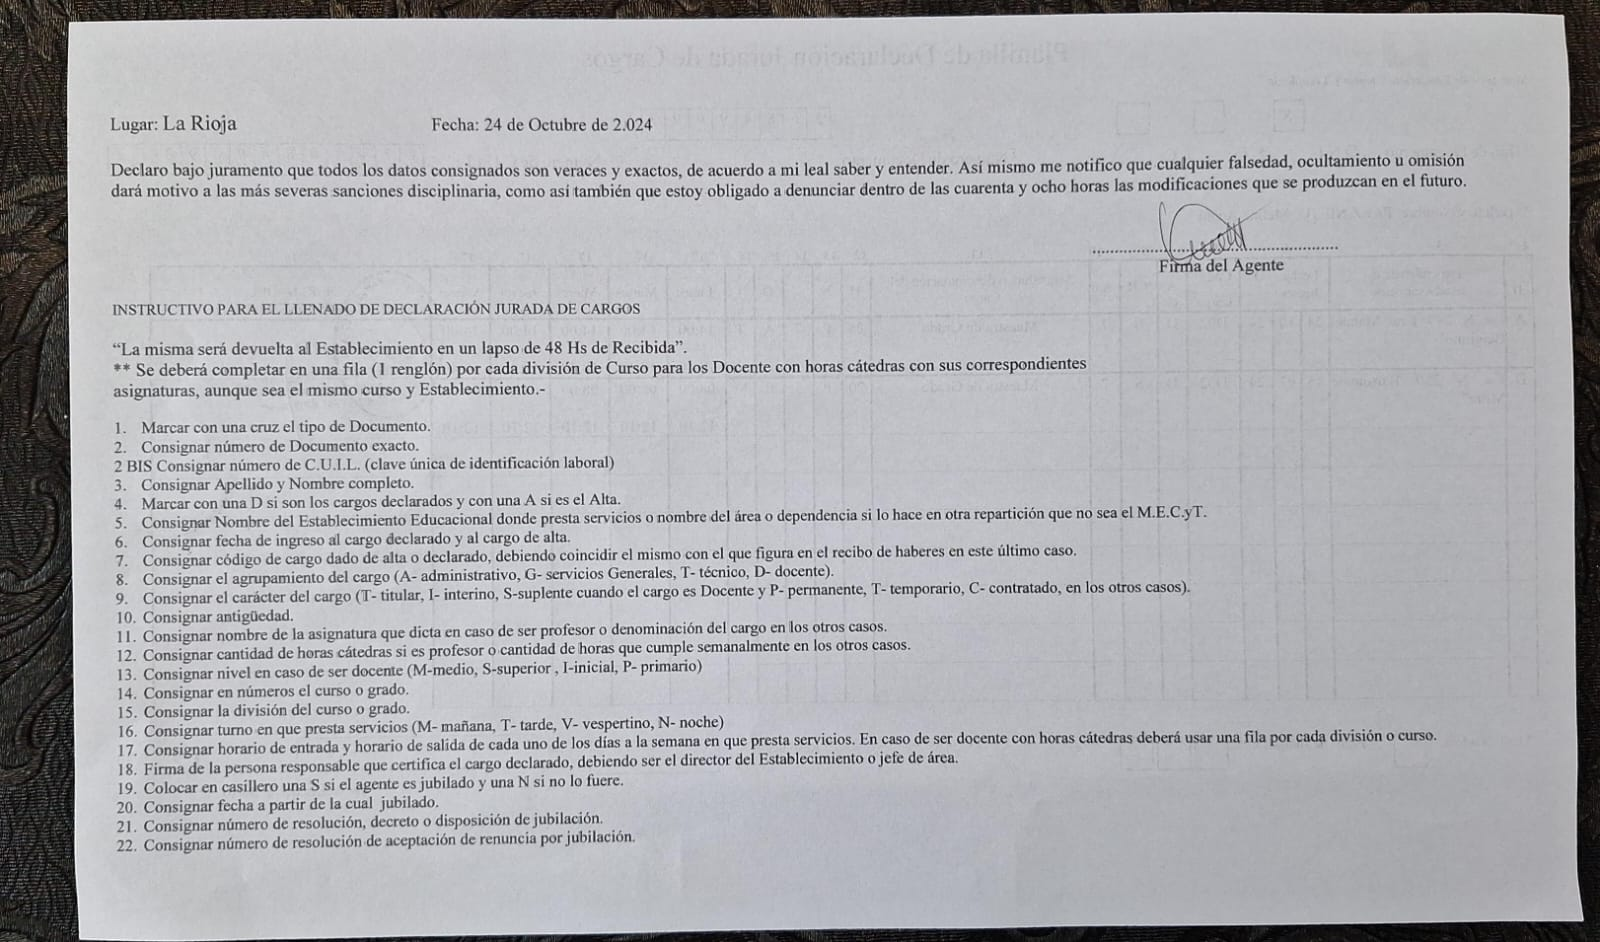 Lugar: La Rioja Fecha: 24 de Octubre de 2.024
Declaro bajo juramento que todos los datos consignados son veraces y exactos, de acuerdo a mi leal saber y entender. Así mismo me notifico que cualquier falsedad, ocultamiento u omisión
dará motivo a las más severas sanciones disciplinaria, como así también que estoy obligado a denunciar dentro de las cuarenta y ocho horas las modificaciones que se produzcan en el futuro.
Firma del Agente
INSTRUCTIVO PARA EL LLENADO DE DECLARACIÓN JURADA DE CARGOS
“La misma será devuelta al Establecimiento en un lapso de 48 Hs de Recibida”.
** Se deberá completar en una fila (1 renglón) por cada división de Curso para los Docente con horas cátedras con sus correspondientes
asignaturas, aunque sea el mismo curso y Establecimiento.-
1. Marcar con una cruz el tipo de Documento.
2. Consignar número de Documento exacto.
2 BIS Consignar número de C.U.I.L. (clave única de identificación laboral)
3. Consignar Apellido y Nombre completo.
4. Marcar con una D si son los cargos declarados y con una A si es el Alta.
5. Consignar Nombre del Establecimiento Educacional donde presta servicios o nombre del área o dependencia si lo hace en otra repartición que no sea el M.E.C.yT.
6. Consignar fecha de ingreso al cargo declarado y al cargo de alta.
7. Consignar código de cargo dado de alta o declarado, debiendo coincidir el mismo con el que figura en el recibo de haberes en este último caso.
8. Consignar el agrupamiento del cargo (A- administrativo, G- servicios Generales, T- técnico, D- docente).
9. Consignar el carácter del cargo (T- titular, I- interino, S-suplente cuando el cargo es Docente y P- permanente, T- temporario, C- contratado, en los otros casos).
10. Consignar antigüedad.
11. Consignar nombre de la asignatura que dicta en caso de ser profesor o denominación del cargo en los otros casos.
12. Consignar cantidad de horas cátedras si es profesor o cantidad de horas que cumple semanalmente en los otros casos.
13. Consignar nivel en caso de ser docente (M-medio, S-superior , I-inicial, P- primario)
14. Consignar en números el curso o grado.
15. Consignar la división del curso o grado.
16. Consignar turno en que presta servicios (M- mañana, T- tarde, V- vespertino, N- noche)
17. Consignar horario de entrada y horario de salida de cada uno de los días a la semana en que presta servicios. En caso de ser docente con horas cátedras deberá usar una fila por cada división o curso.
18. Firma de la persona responsable que certifica el cargo declarado, debiendo ser el director del Establecimiento o jefe de área.
19. Colocar en casillero una S si el agente es jubilado y una N si no lo fuere.
20. Consignar fecha a partir de la cual jubilado.
21. Consignar número de resolución, decreto o disposición de jubilación.
22. Consignar número de resolución de aceptación de renuncia por jubilación.